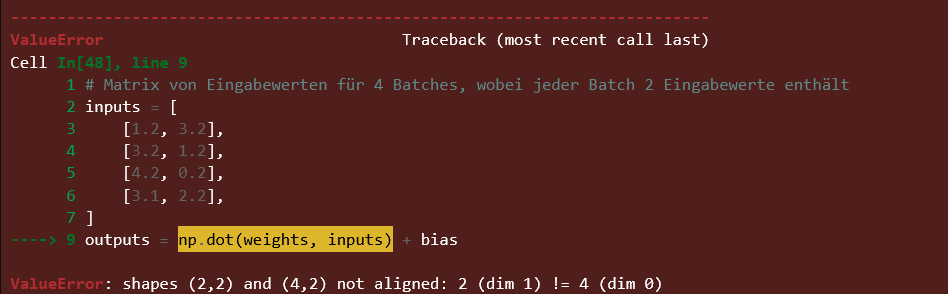 ---------------------------------------------------------------------------
ValueError                                Traceback (most recent call last)
Cell In[48], line 9
      1 # Matrix von Eingabewerten für 4 Batches, wobei jeder Batch 2 Eingabewerte enthält
      2 inputs = [
      3     [1.2, 3.2],
      4     [3.2, 1.2],
      5     [4.2, 0.2],
      6     [3.1, 2.2],
      7 ]
----> 9 outputs = np.dot(weights, inputs) + bias
ValueError: shapes (2,2) and (4,2) not aligned: 2 (dim 1) != 4 (dim 0)